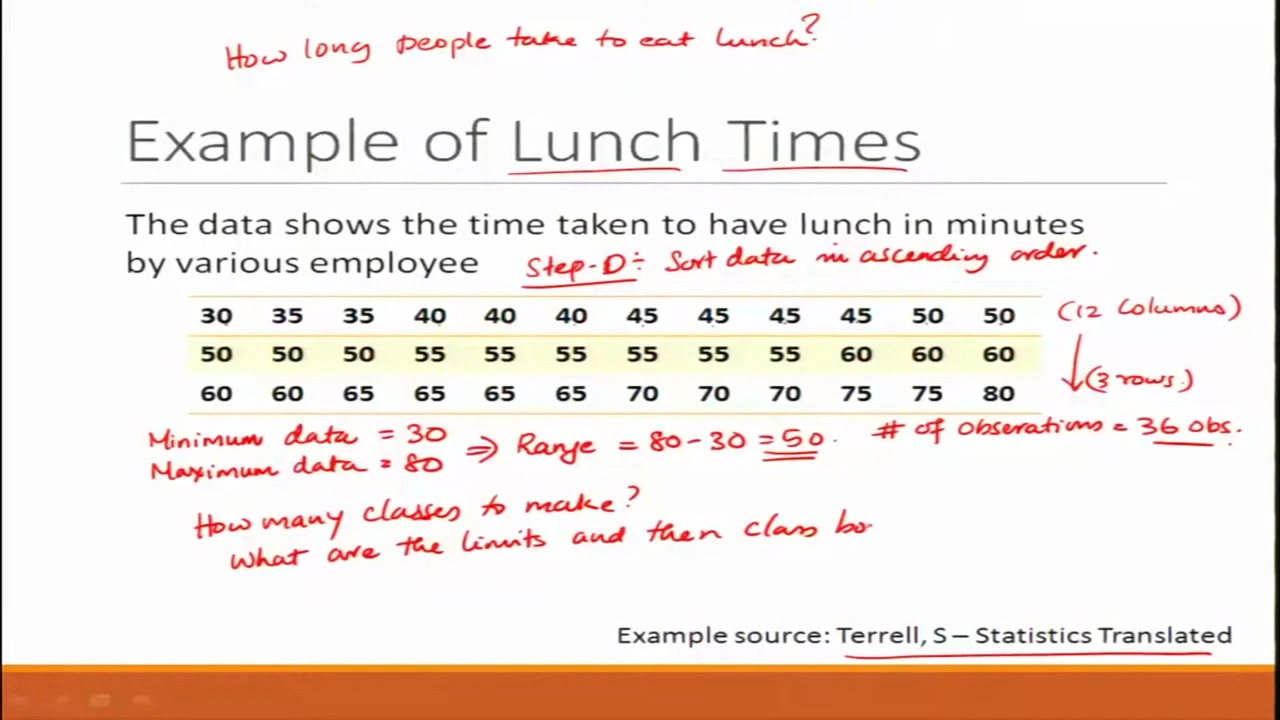 How long people take to eat lunch?
Example of Lunch Times
The data shows the time taken to have lunch in minutes
by various employee
Step-D:- Sort data in ascending order.
30 35 35 40 40 40 45 45 45 45 50 50
(12 columns)
50 50 50 55 55 55 55 55 55 60 60 60
(3 rows.)
60 60 65 65 65 65 70 70 70 75 75 80
Minimum data = 30
Maximum data = 80
⇒ Range = 80-30 = 50.
# of obserations = 36 obs.
How many classes to make?
What are the limits and then class bo
Example source: Terrell, S – Statistics Translated